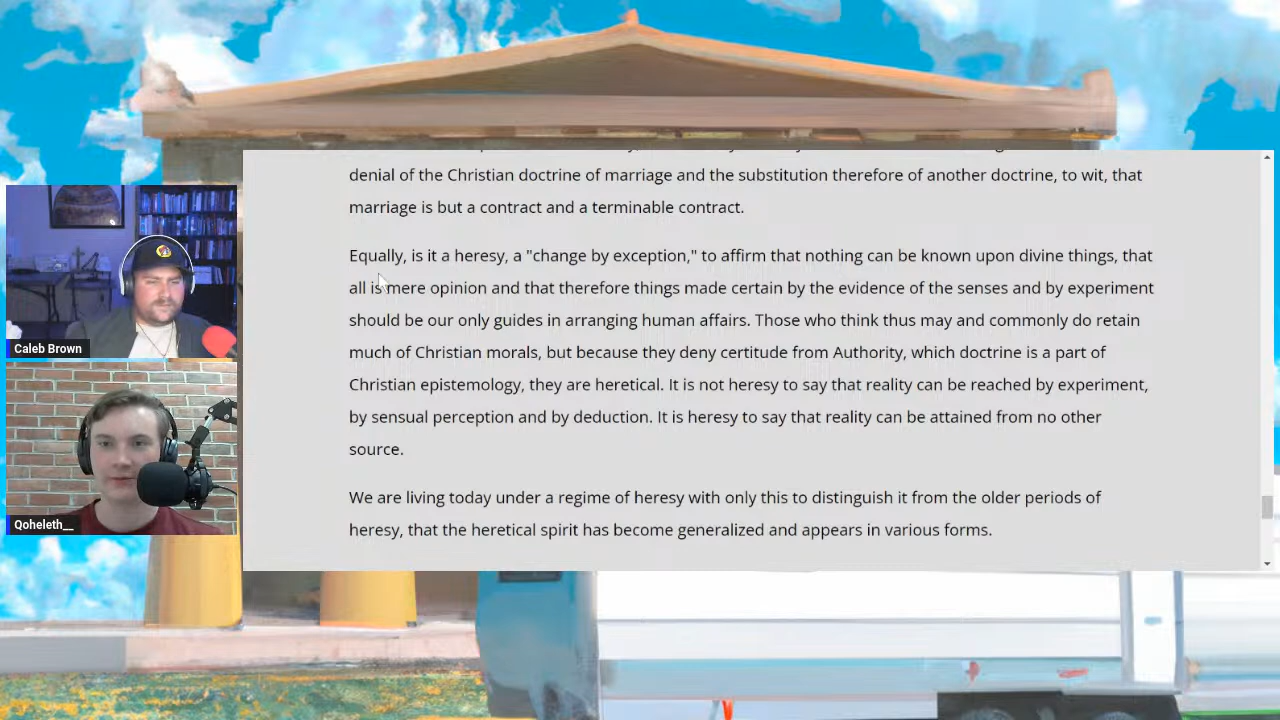 denial of the Christian doctrine of marriage and the substitution therefore of another doctrine, to wit, that
marriage is but a contract and a terminable contract.
Equally, is it a heresy, a "change by exception," to affirm that nothing can be known upon divine things, that
all is mere opinion and that therefore things made certain by the evidence of the senses and by experiment
should be our only guides in arranging human affairs. Those who think thus may and commonly do retain
much of Christian morals, but because they deny certitude from Authority, which doctrine is a part of
Christian epistemology, they are heretical. It is not heresy to say that reality can be reached by experiment,
by sensual perception and by deduction. It is heresy to say that reality can be attained from no other
source.
We are living today under a regime of heresy with only this to distinguish it from the older periods of
heresy, that the heretical spirit has become generalized and appears in various forms.
Caleb Brown
Qoheleth__